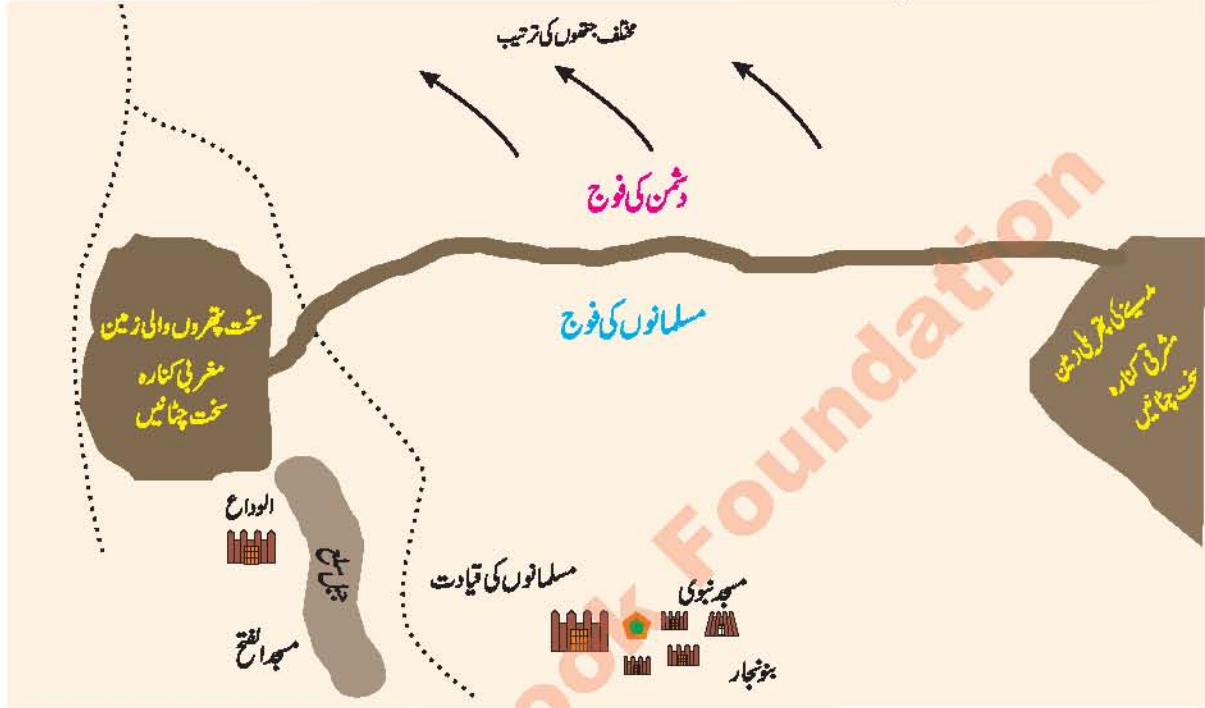 مختلف جتھوں کی ترتیب
دشمن کی فوج
مسلمانوں کی فوج
مدینے کی پتھریلی زمین
مشرقی کنارہ
سخت چٹانیں
سخت پتھروں والی زمین
مغربی کنارہ
سخت چٹانیں
الوداع
جبل سلع
مسجد الفتح
مسلمانوں کی قیادت
مسجد نبوی
بنو نجار
ook Foundation